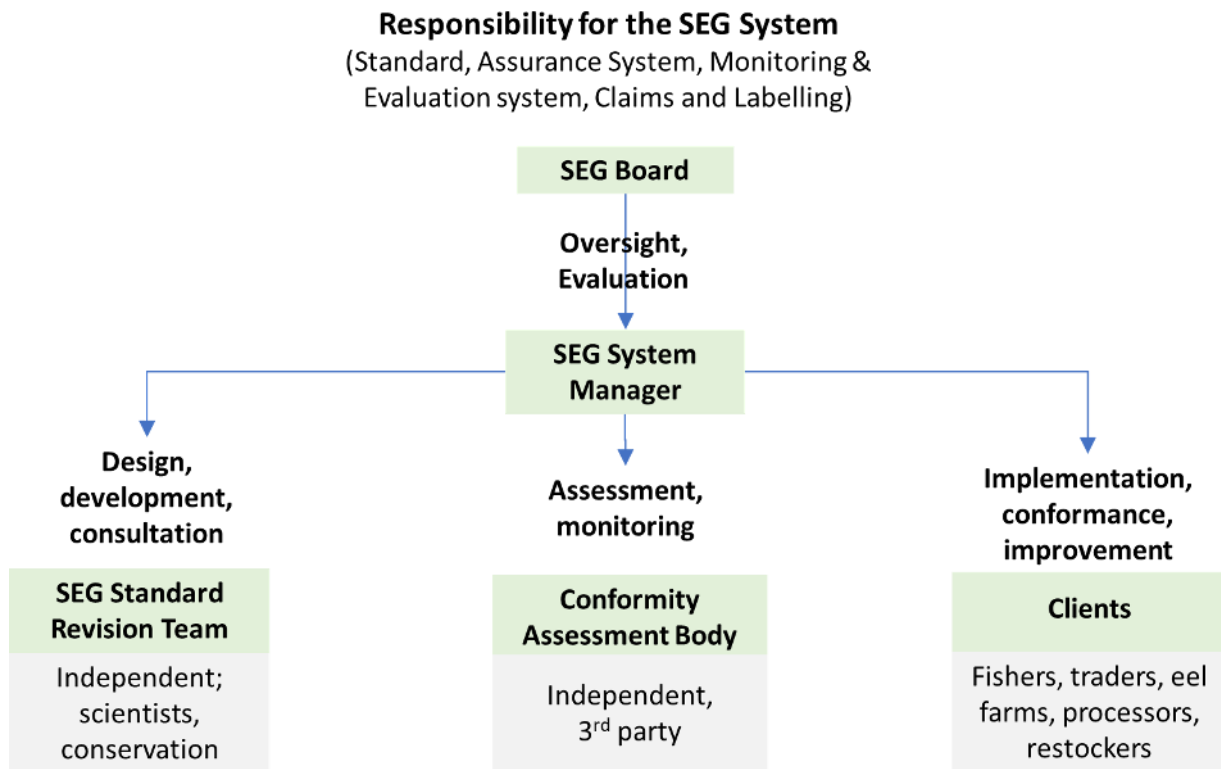 Responsibility for the SEG System
(Standard, Assurance System, Monitoring &
Evaluation system, Claims and Labelling)
SEG Board
Oversight,
Evaluation
SEG System
Manager
Design,
development,
consultation
SEG Standard
Revision Team
Independent;
scientists,
conservation
Assessment,
monitoring
Conformity
Assessment Body
Independent,
3rd party
Implementation,
conformance,
improvement
Clients
Fishers, traders, eel
farms, processors,
restockers